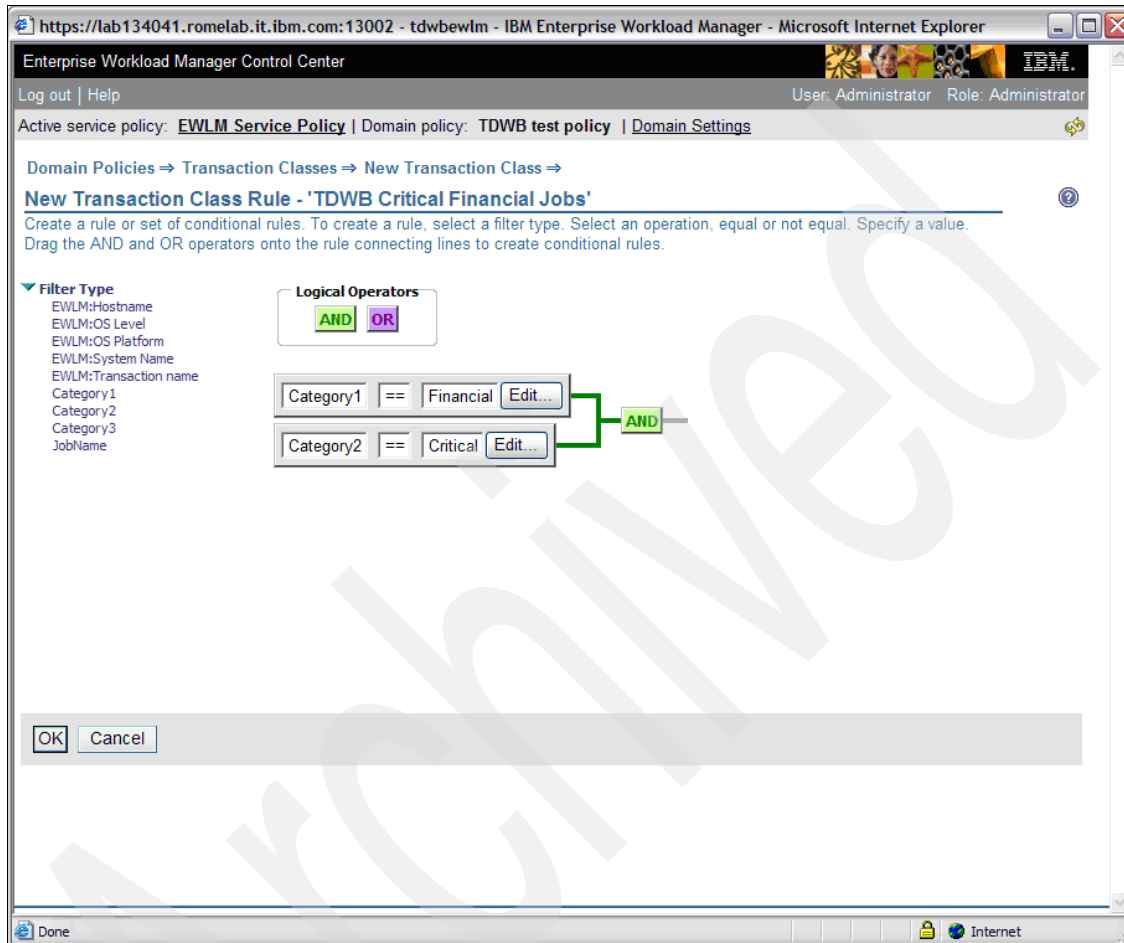 https://lab134041.romelab.it.ibm.com:13002 - tdwbewlm - IBM Enterprise Workload Manager - Microsoft Internet Explorer
Enterprise Workload Manager Control Center IBM.
Log out | Help User: Administrator Role: Administrator
Active service policy: EWLM Service Policy | Domain policy: TDWB test policy | Domain Settings
Domain Policies ⇒ Transaction Classes ⇒ New Transaction Class ⇒
New Transaction Class Rule - 'TDWB Critical Financial Jobs' ?
Create a rule or set of conditional rules. To create a rule, select a filter type. Select an operation, equal or not equal. Specify a value.
Drag the AND and OR operators onto the rule connecting lines to create conditional rules.
Filter Type
EWLM:Hostname
EWLM:OS Level
EWLM:OS Platform
EWLM:System Name
EWLM:Transaction name
Category1
Category2
Category3
JobName
Logical Operators
AND OR
Category1 == Financial Edit...
AND
Category2 == Critical Edit...
OK Cancel
Done Internet
Archived